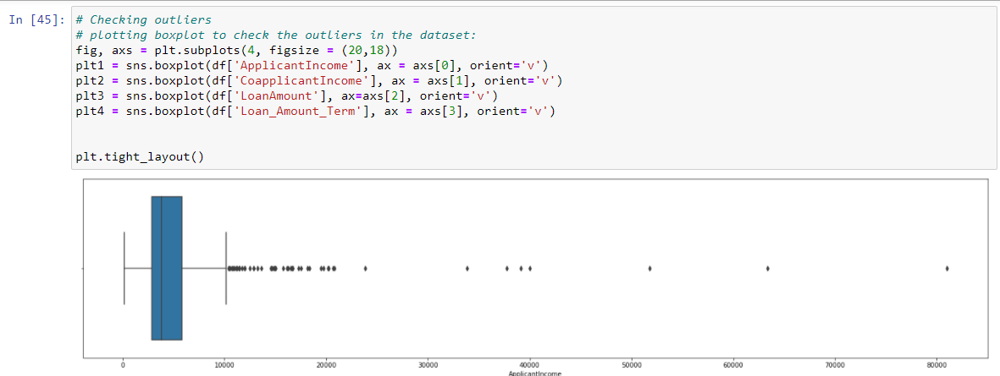 In [45]: # Checking outliers
# plotting boxplot to check the outliers in the dataset:
fig, axs = plt.subplots(4, figsize = (20,18))
plt1 = sns.boxplot(df['ApplicantIncome'], ax = axs[0], orient='v')
plt2 = sns.boxplot(df['CoapplicantIncome'], ax = axs[1], orient='v')
plt3 = sns.boxplot(df['LoanAmount'], ax=axs[2], orient='v')
plt4 = sns.boxplot(df['Loan_Amount_Term'], ax = axs[3], orient='v')
plt.tight_layout()
0 10000 20000 30000 40000 50000 60000 70000 80000
ApplicantIncome